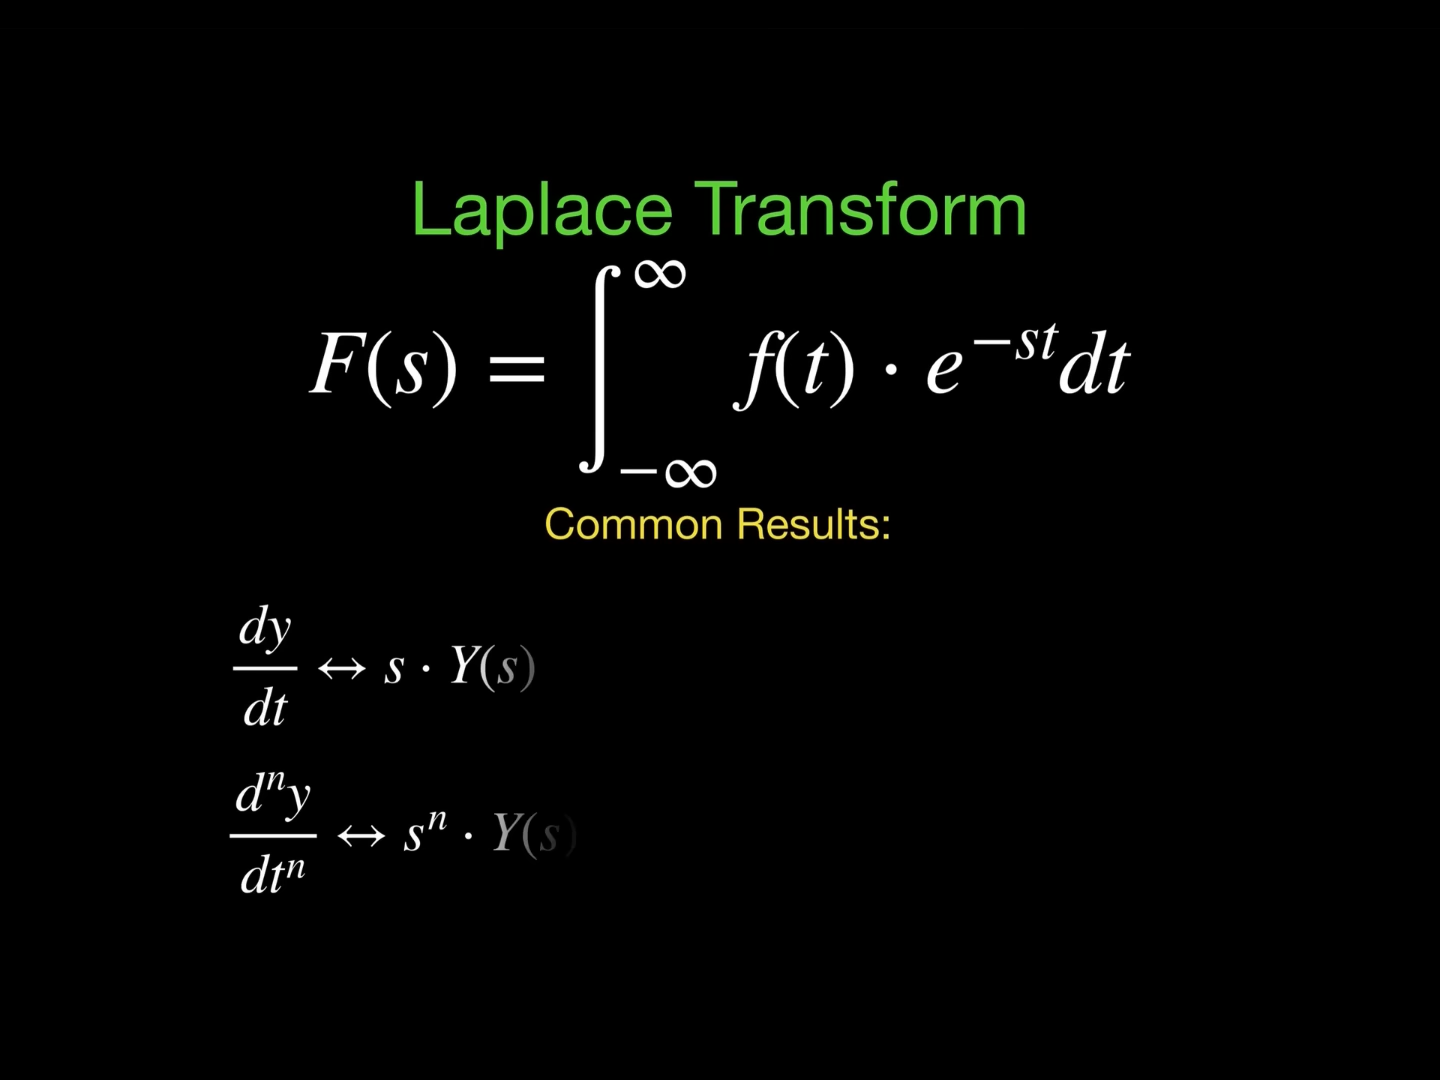 Laplace Transform
F(s) = ∫_{−∞}^{∞} f(t) · e^{−st} dt
Common Results:
dy/dt ↔ s · Y(s)
dⁿy/dtⁿ ↔ sⁿ · Y(s)